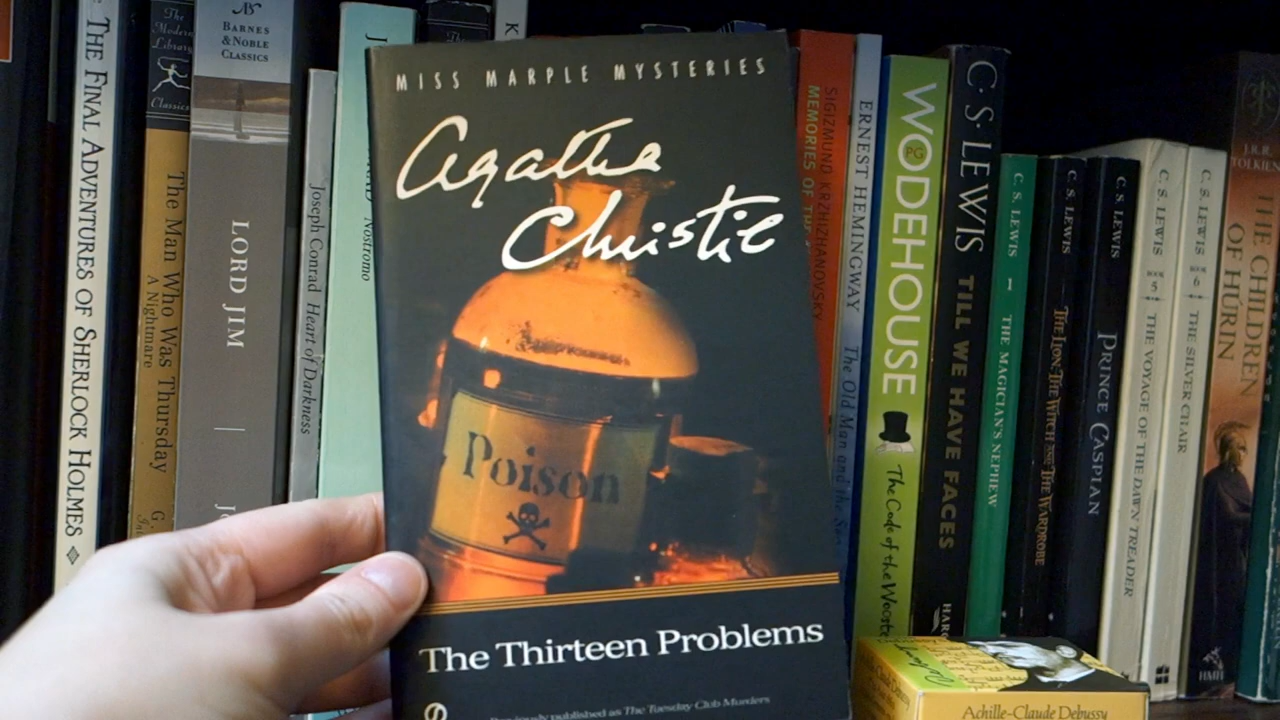 THE FINAL ADVENTURES OF SHERLOCK HOLMES
The Modern
Library
Classics
The Man Who Was Thursday
A Nightmare
G.
BARNES
& NOBLE
CLASSICS
LORD JIM
Joseph Conrad Heart of Darkness
Nostromo
K
MISS MARPLE MYSTERIES
Agatha
Christie
Poison
The Thirteen Problems
Previously published as The Tuesday Club Murders
SIGIZMUND KRZHIZHANOVSKY
MEMORIES OF THE
ERNEST HEMINGWAY The Old Man and the Sea
PG
WODEHOUSE
The Code of the Woosters
C·S·LEWIS TILL WE HAVE FACES
HARC
C. S. LEWIS 1 THE MAGICIAN'S NEPHEW
C. S. LEWIS The Lion, The Witch and The Wardrobe
C. S. LEWIS PRINCE CASPIAN
C. S. LEWIS BOOK 5 THE VOYAGE OF THE DAWN TREADER
C. S. LEWIS BOOK 6 THE SILVER CHAIR
J.R.R.
TOLKIEN
THE CHILDREN
OF HÚRIN
HMH
Achille-Claude Debussy